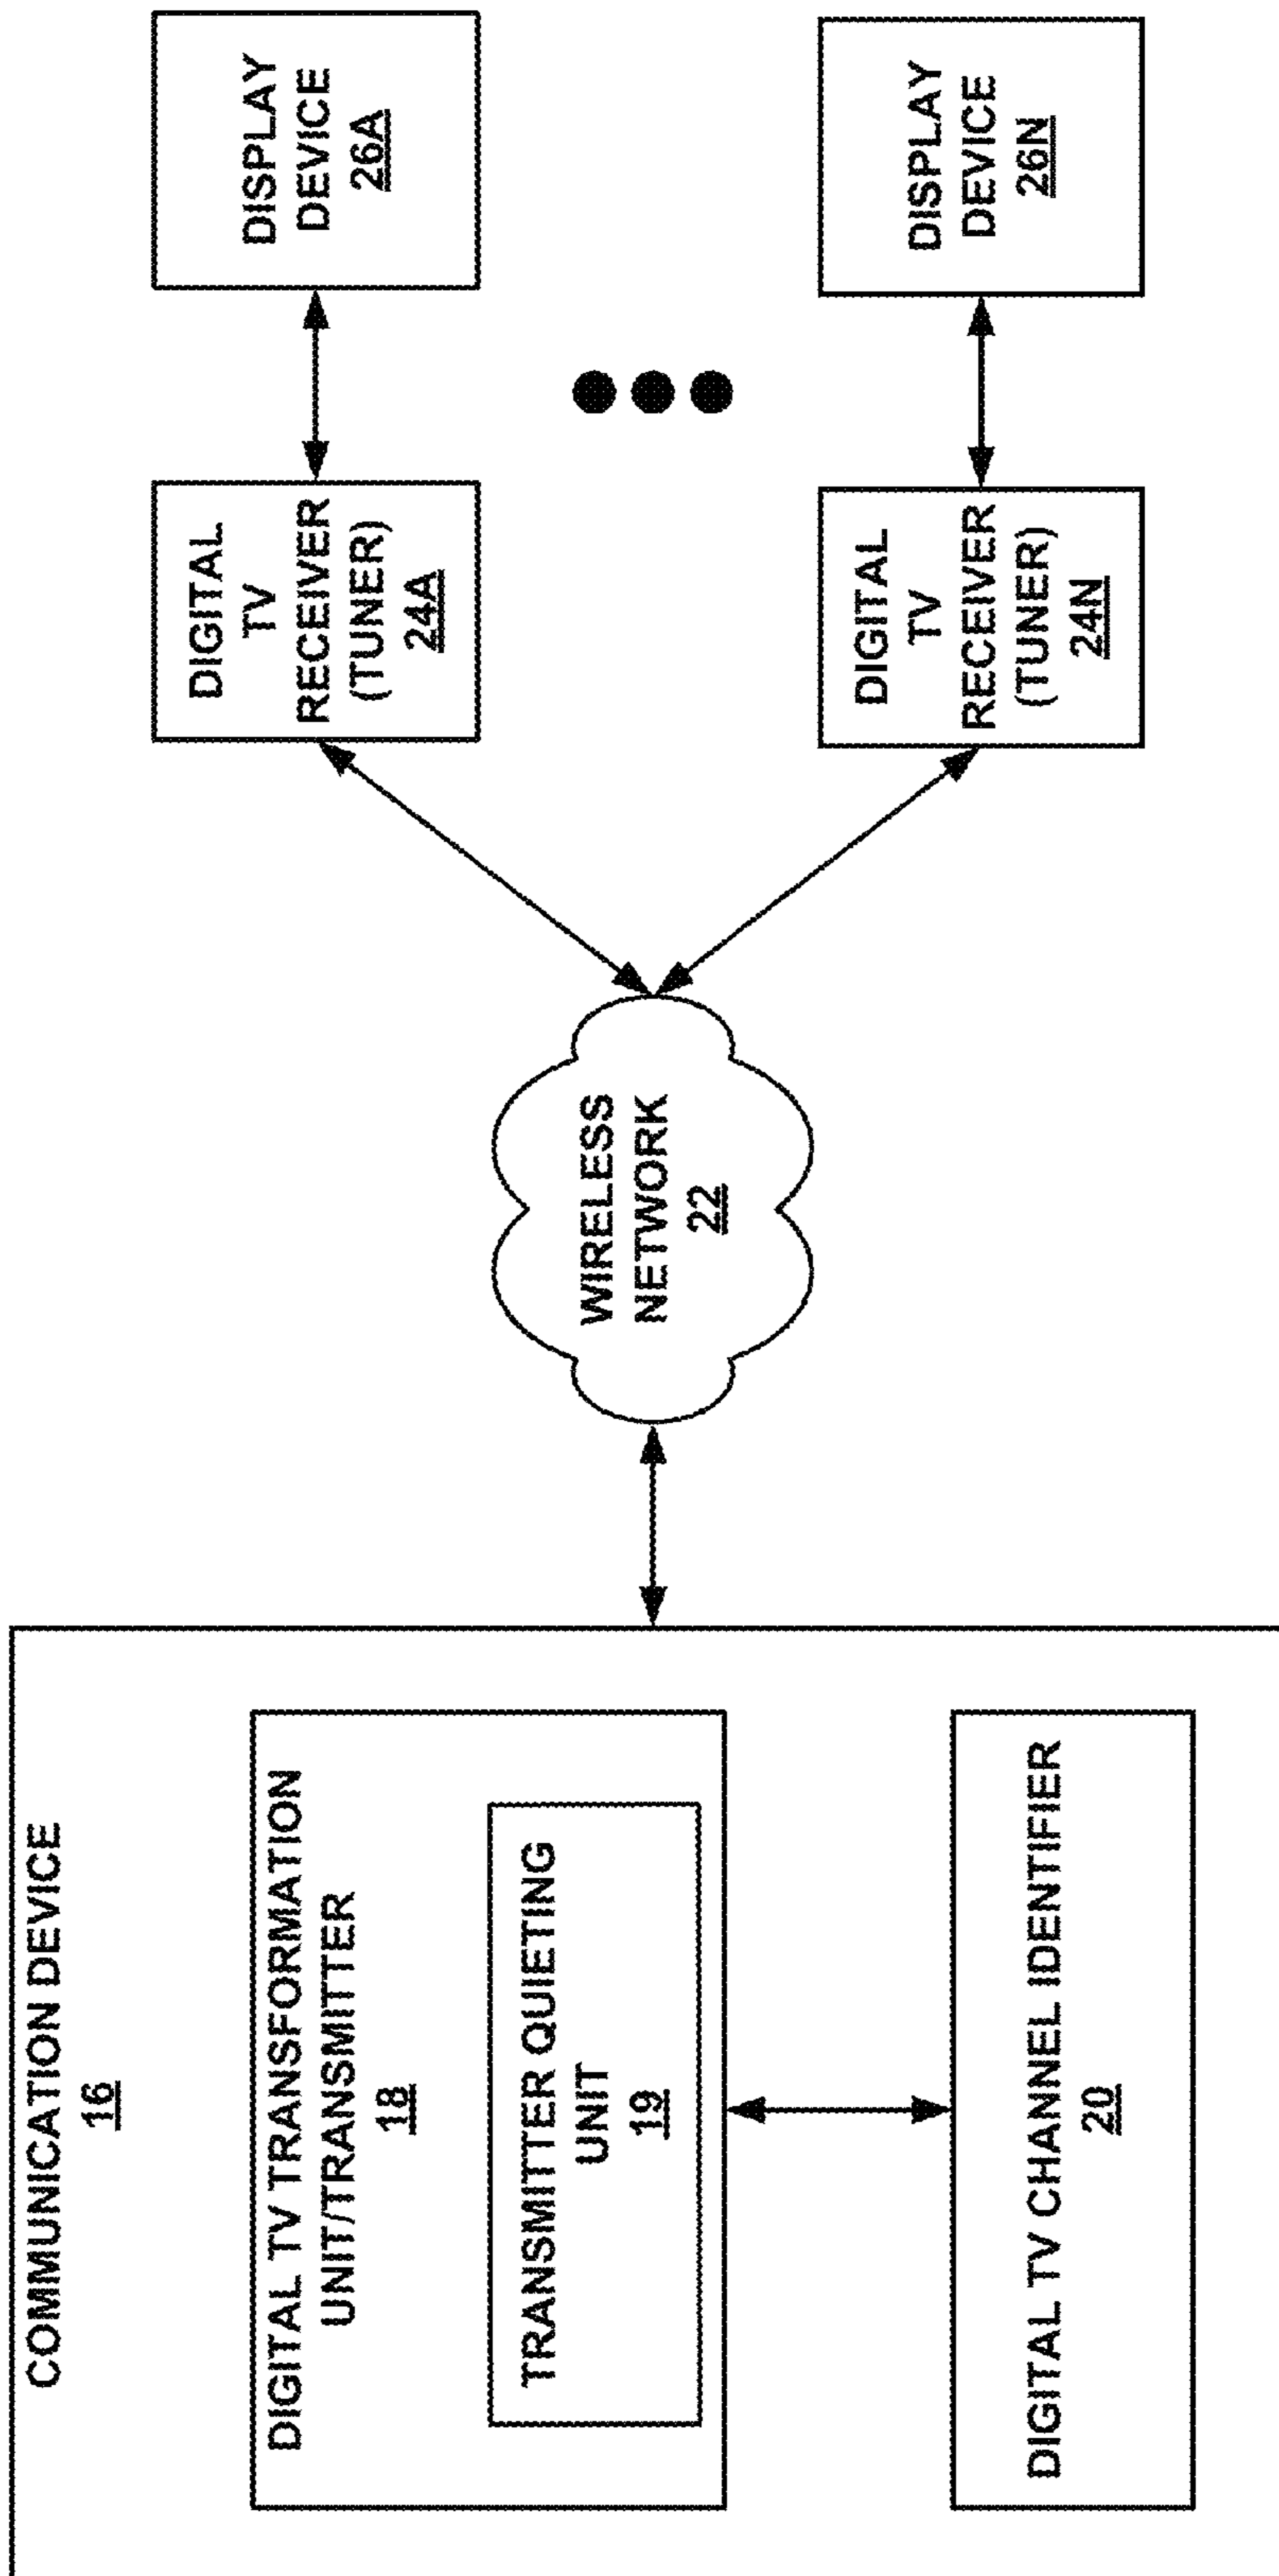 COMMUNICATION DEVICE
16
DIGITAL TV TRANSFORMATION
UNIT/TRANSMITTER
18
TRANSMITTER QUIETING
UNIT
19
DIGITAL TV CHANNEL IDENTIFIER
20
WIRELESS
NETWORK
22
DIGITAL
TV
RECEIVER
(TUNER)
24A
DISPLAY
DEVICE
26A
DIGITAL
TV
RECEIVER
(TUNER)
24N
DISPLAY
DEVICE
26N